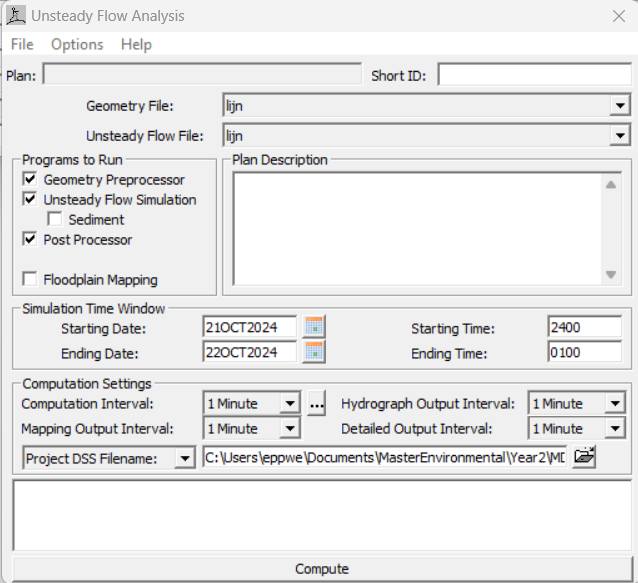 Unsteady Flow Analysis
File Options Help
Plan: Short ID:
Geometry File: lijn
Unsteady Flow File: lijn
Programs to Run
Geometry Preprocessor
Unsteady Flow Simulation
Sediment
Post Processor
Floodplain Mapping
Plan Description
Simulation Time Window
Starting Date: 21OCT2024 Starting Time: 2400
Ending Date: 22OCT2024 Ending Time: 0100
Computation Settings
Computation Interval: 1 Minute ... Hydrograph Output Interval: 1 Minute
Mapping Output Interval: 1 Minute Detailed Output Interval: 1 Minute
Project DSS Filename: C:\Users\eppwe\Documents\MasterEnvironmental\Year2\MD
Compute